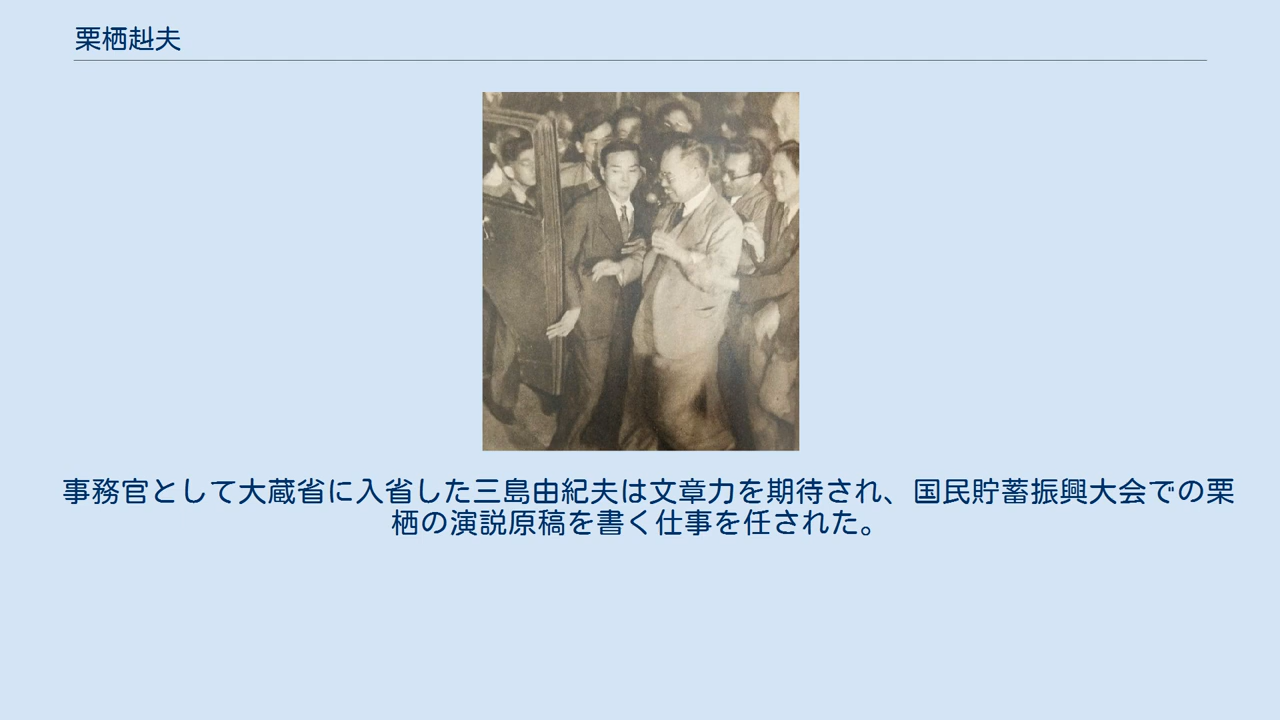 栗栖赳夫
事務官として大蔵省に入省した三島由紀夫は文章力を期待され、国民貯蓄振興大会での栗
栖の演説原稿を書く仕事を任された。